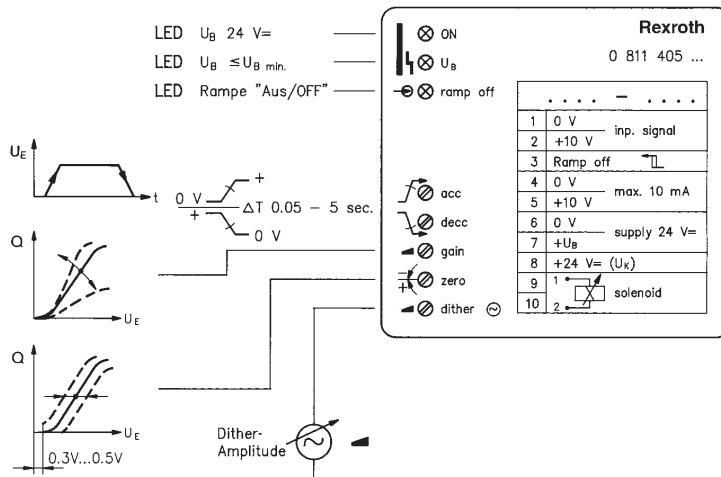 LED U_B 24 V=
LED U_B ≤ U_B min.
LED Rampe "Aus/OFF"
ON
U_B
ramp off
Rexroth
0 811 405 ...
. . . . – . . . .
1 0 V
2 +10 V
inp. signal
3 Ramp off
4 0 V
5 +10 V
max. 10 mA
6 0 V
7 +U_B
supply 24 V=
8 +24 V= (U_K)
9 1
10 2
solenoid
acc
decc
gain
zero
dither
U_E
t
0 V +
+ 0 V
ΔT 0.05 – 5 sec.
Q
U_E
+
Q
U_E
0.3V...0.5V
Dither-
Amplitude